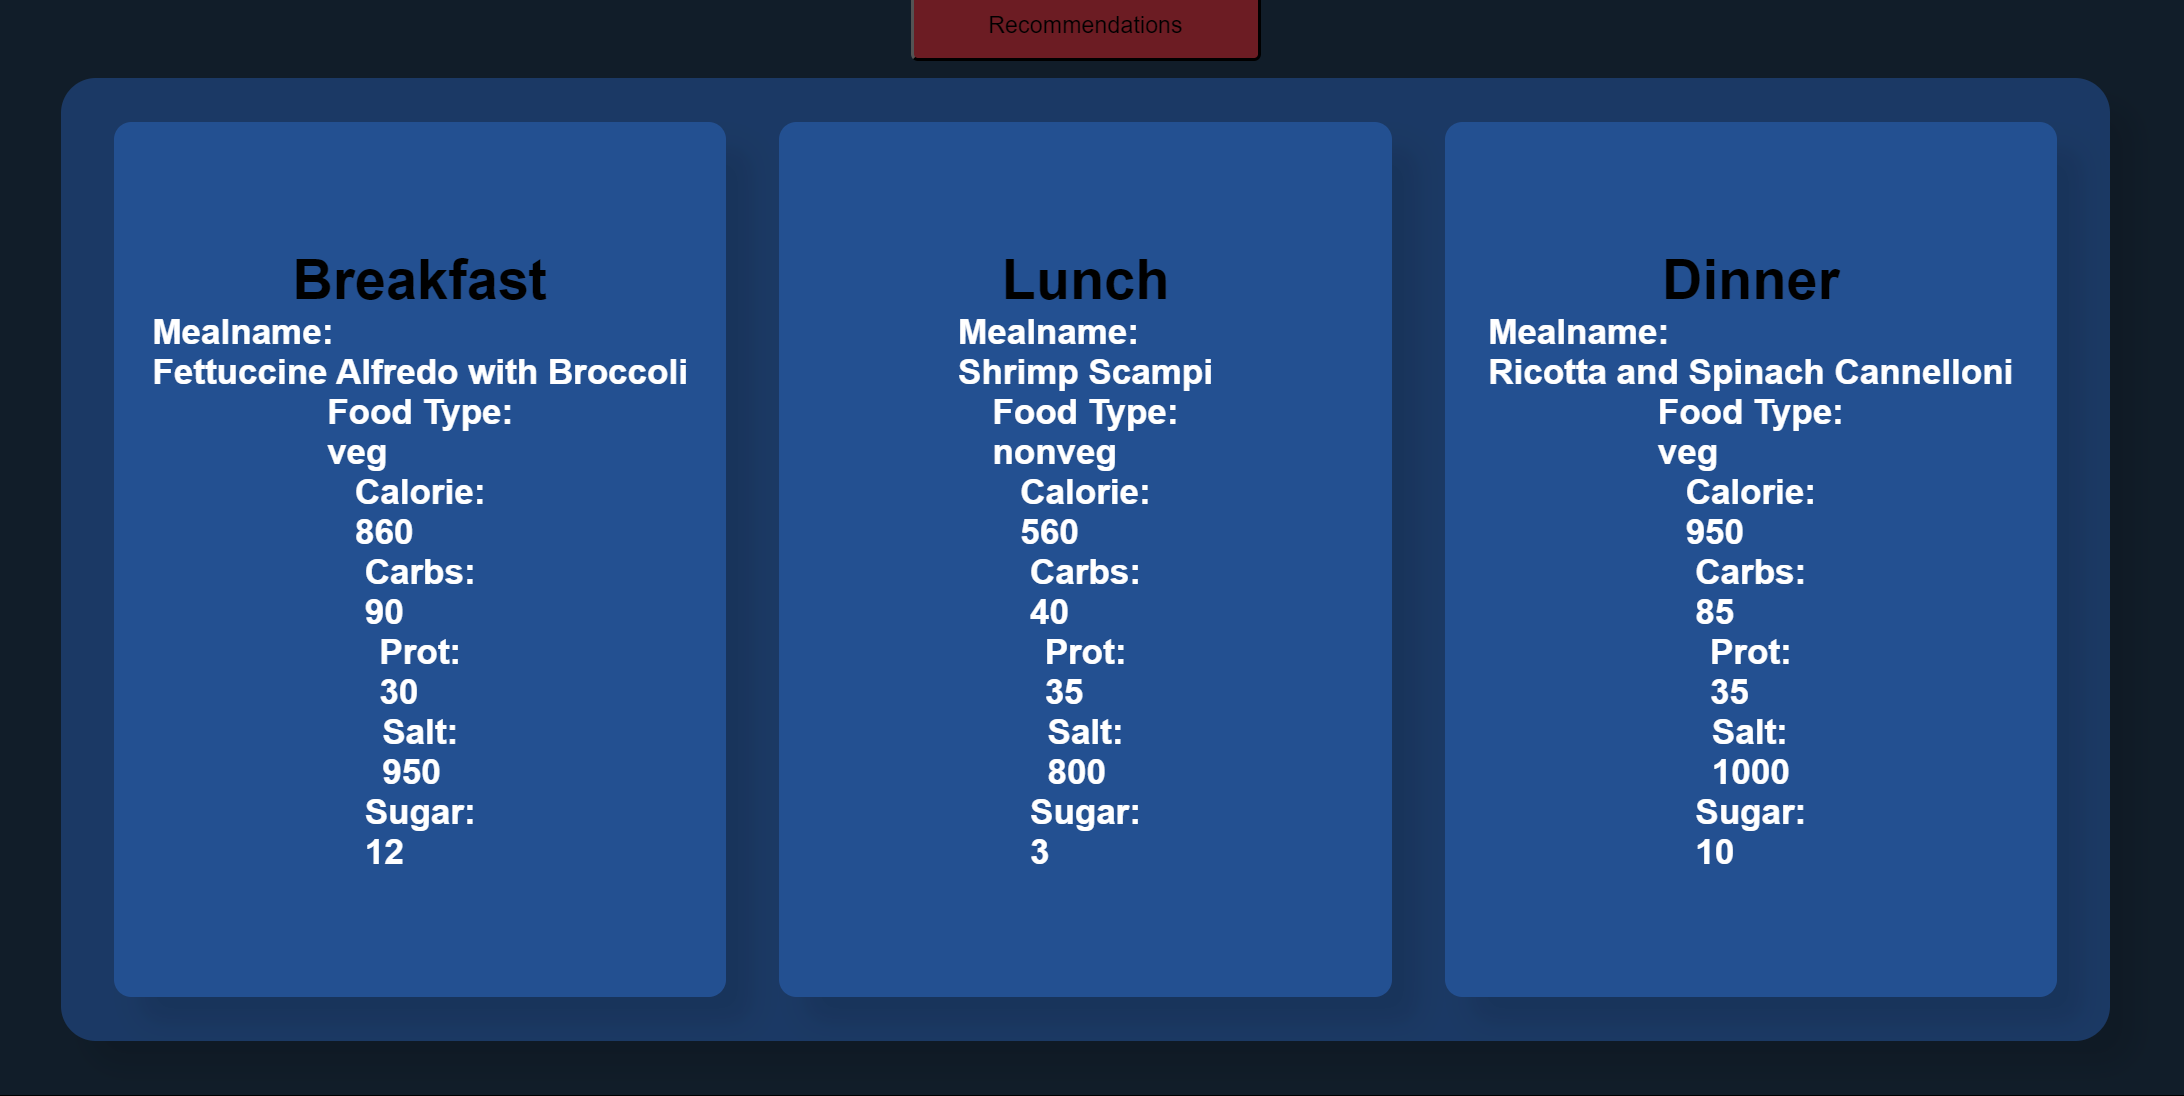 Recommendations
Breakfast
Mealname:
Fettuccine Alfredo with Broccoli
Food Type:
veg
Calorie:
860
Carbs:
90
Prot:
30
Salt:
950
Sugar:
12
Lunch
Mealname:
Shrimp Scampi
Food Type:
nonveg
Calorie:
560
Carbs:
40
Prot:
35
Salt:
800
Sugar:
3
Dinner
Mealname:
Ricotta and Spinach Cannelloni
Food Type:
veg
Calorie:
950
Carbs:
85
Prot:
35
Salt:
1000
Sugar:
10